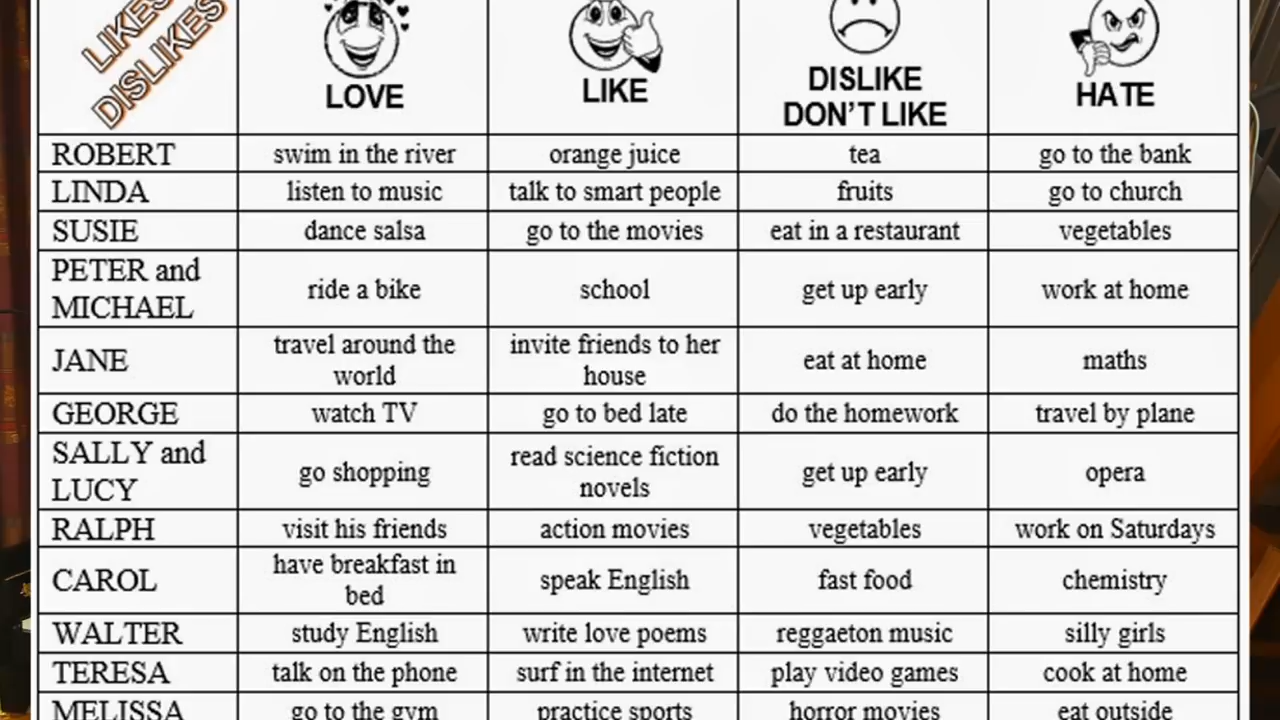 LIKES
DISLIKES
LOVE
LIKE
DISLIKE
DON'T LIKE
HATE
ROBERT swim in the river orange juice tea go to the bank
LINDA listen to music talk to smart people fruits go to church
SUSIE dance salsa go to the movies eat in a restaurant vegetables
PETER and
MICHAEL
ride a bike school get up early work at home
JANE
travel around the
world
invite friends to her
house
eat at home maths
GEORGE watch TV go to bed late do the homework travel by plane
SALLY and
LUCY
go shopping
read science fiction
novels
get up early opera
RALPH visit his friends action movies vegetables work on Saturdays
CAROL
have breakfast in
bed
speak English fast food chemistry
WALTER study English write love poems reggaeton music silly girls
TERESA talk on the phone surf in the internet play video games cook at home
MELISSA go to the gym practice sports horror movies eat outside